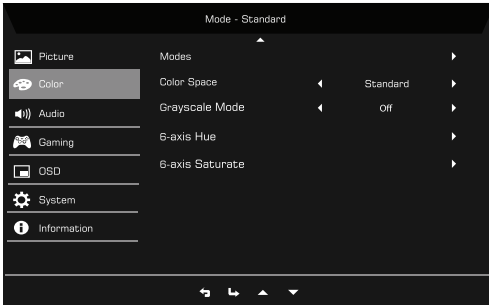 Mode - Standard
Picture
Color
Audio
Gaming
OSD
System
Information
Modes
Color Space Standard
Grayscale Mode Off
6-axis Hue
6-axis Saturate